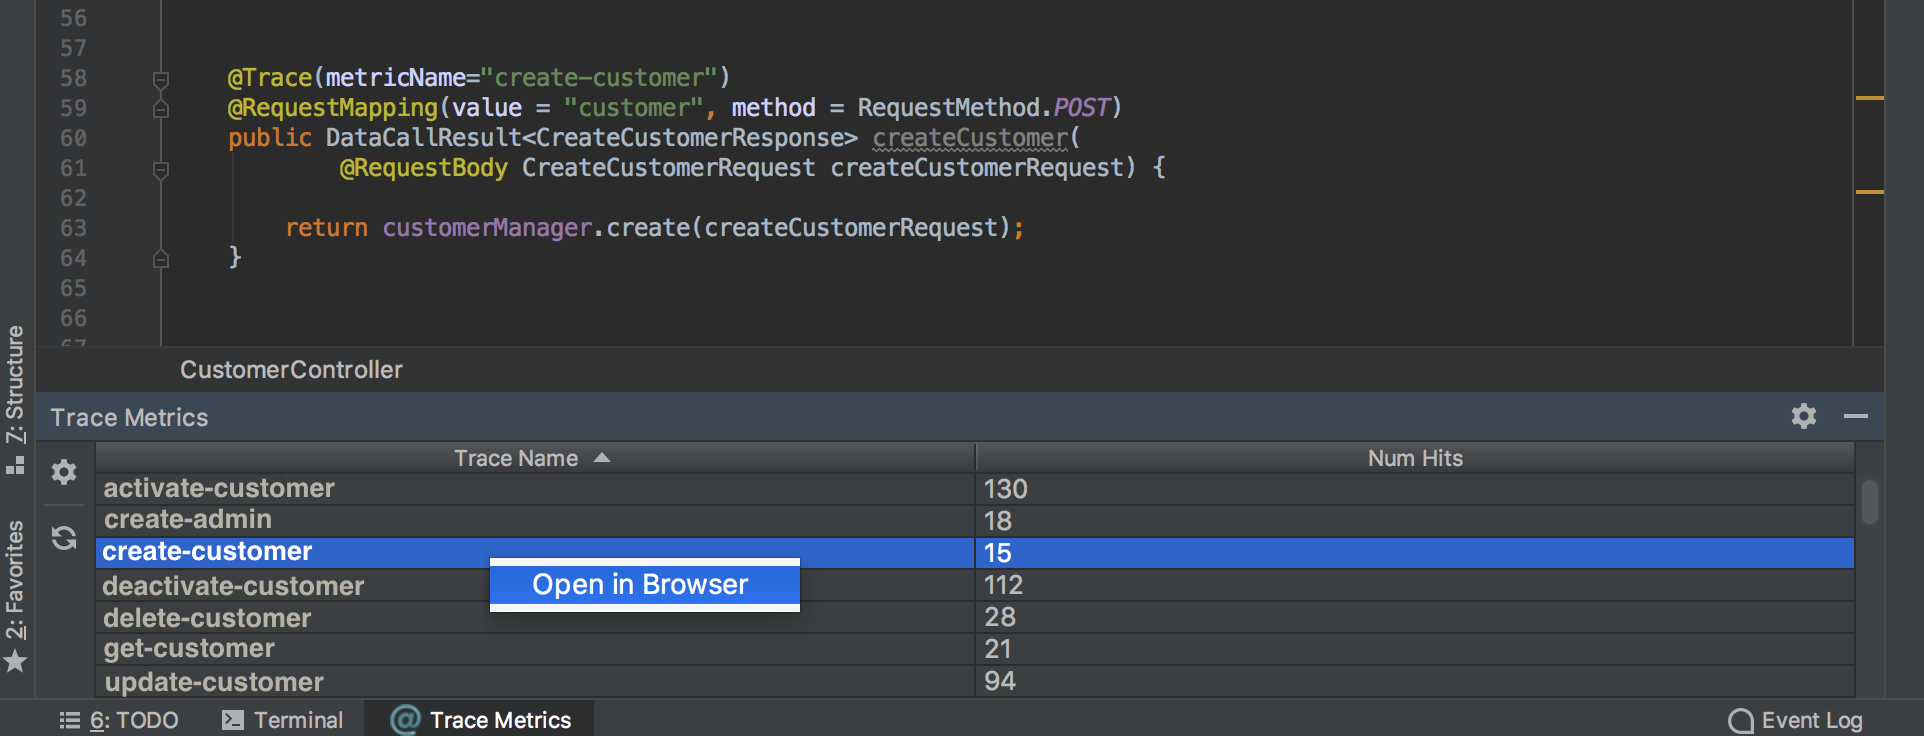 56
57
58 @Trace(metricName="create-customer")
59 @RequestMapping(value = "customer", method = RequestMethod.POST)
60 public DataCallResult<CreateCustomerResponse> createCustomer(
61 @RequestBody CreateCustomerRequest createCustomerRequest) {
62
63 return customerManager.create(createCustomerRequest);
64 }
65
66
67
CustomerController
7: Structure
2: Favorites
Trace Metrics
Trace Name Num Hits
activate-customer 130
create-admin 18
create-customer 15
Open in Browser
deactivate-customer 112
delete-customer 28
get-customer 21
update-customer 94
6: TODO Terminal @ Trace Metrics Event Log